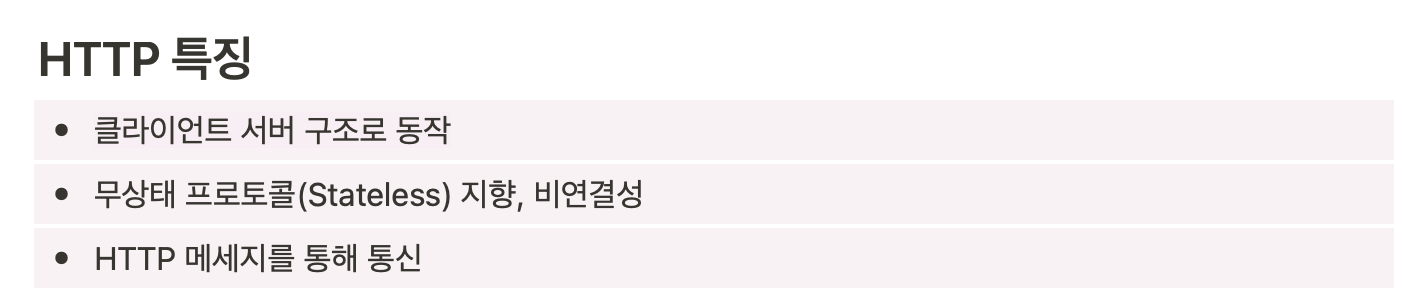 HTTP 특징
• 클라이언트 서버 구조로 동작
• 무상태 프로토콜(Stateless) 지향, 비연결성
• HTTP 메세지를 통해 통신